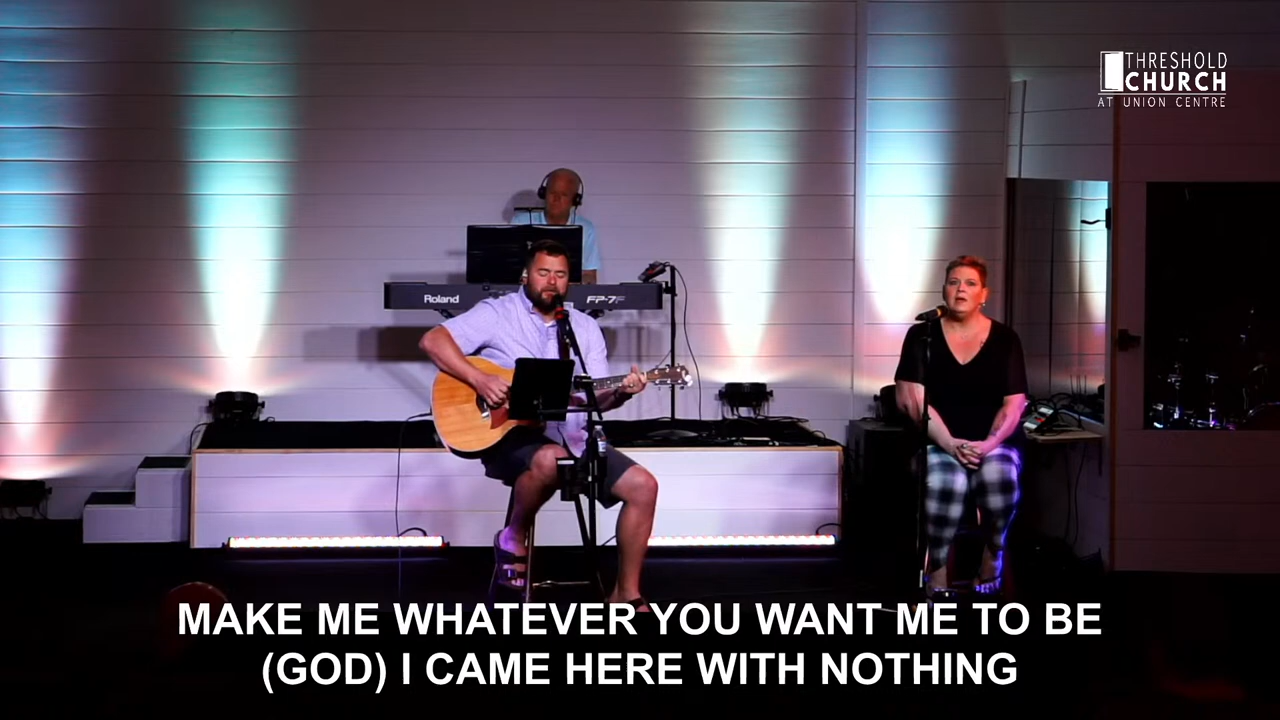 THRESHOLD
CHURCH
AT UNION CENTRE
Roland
FP-7F
MAKE ME WHATEVER YOU WANT ME TO BE
(GOD) I CAME HERE WITH NOTHING